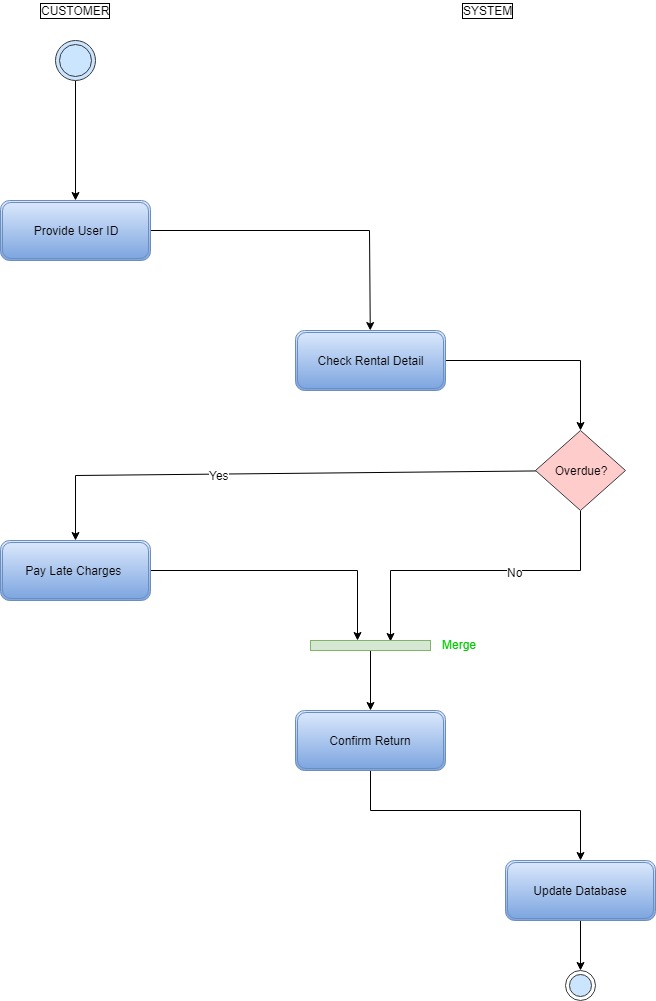 CUSTOMER
SYSTEM
Provide User ID
Check Rental Detail
Overdue?
Yes
Pay Late Charges
No
Merge
Confirm Return
Update Database